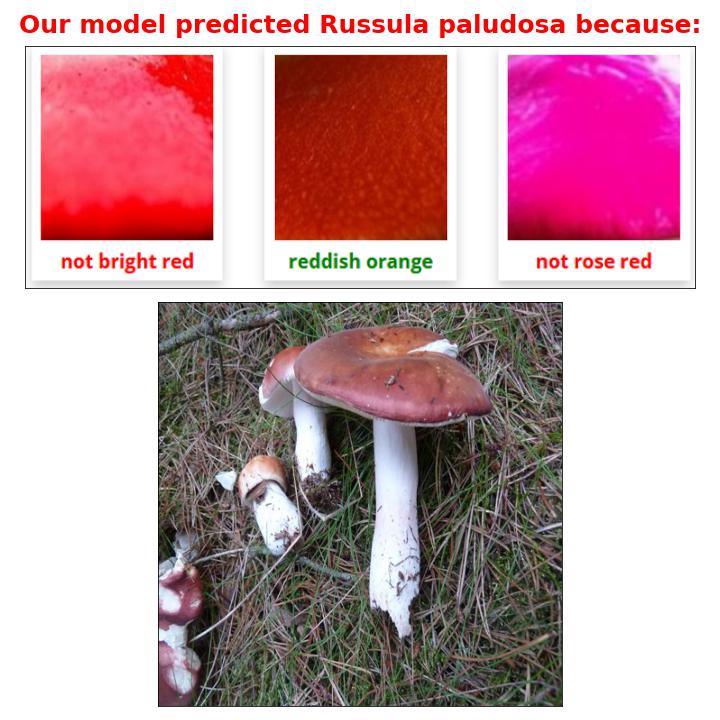 Our model predicted Russula paludosa because:
not bright red
reddish orange
not rose red